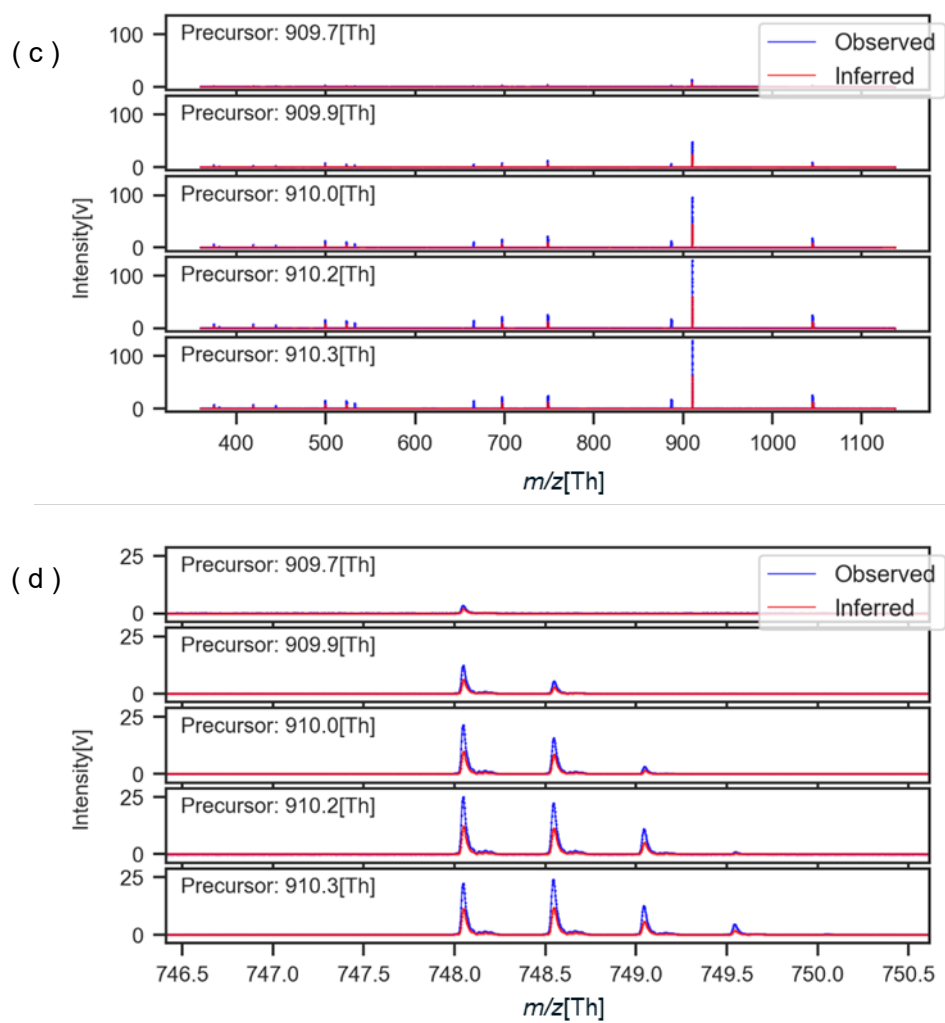 ( c )
Precursor: 909.7[Th]
Observed
Inferred
100
0
Precursor: 909.9[Th]
100
0
Precursor: 910.0[Th]
100
0
Precursor: 910.2[Th]
100
0
Precursor: 910.3[Th]
100
0
Intensity[v]
400 500 600 700 800 900 1000 1100
m/z[Th]
( d )
Precursor: 909.7[Th]
Observed
Inferred
25
0
Precursor: 909.9[Th]
25
0
Precursor: 910.0[Th]
25
0
Precursor: 910.2[Th]
25
0
Precursor: 910.3[Th]
25
0
Intensity[v]
746.5 747.0 747.5 748.0 748.5 749.0 749.5 750.0 750.5
m/z[Th]